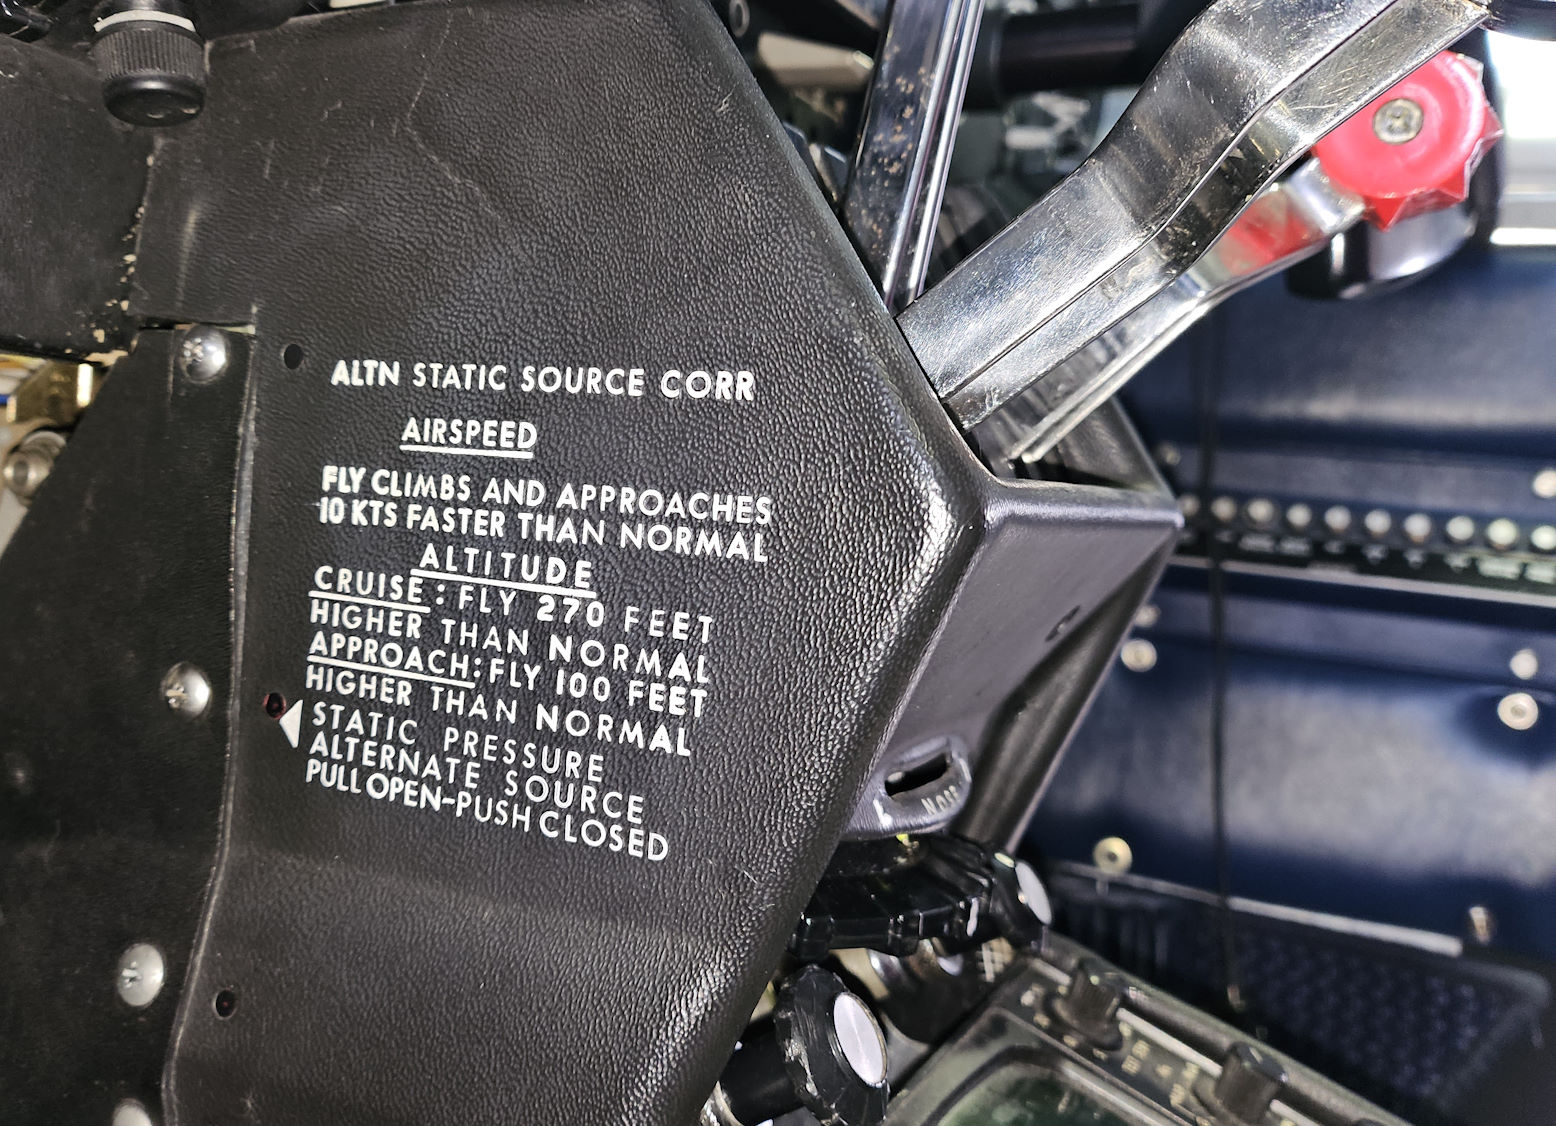 ALTN STATIC SOURCE CORR
AIRSPEED
FLY CLIMBS AND APPROACHES
10 KTS FASTER THAN NORMAL
ALTITUDE
CRUISE: FLY 270 FEET
HIGHER THAN NORMAL
APPROACH: FLY 100 FEET
HIGHER THAN NORMAL
STATIC PRESSURE
ALTERNATE SOURCE
PULL OPEN-PUSH CLOSED